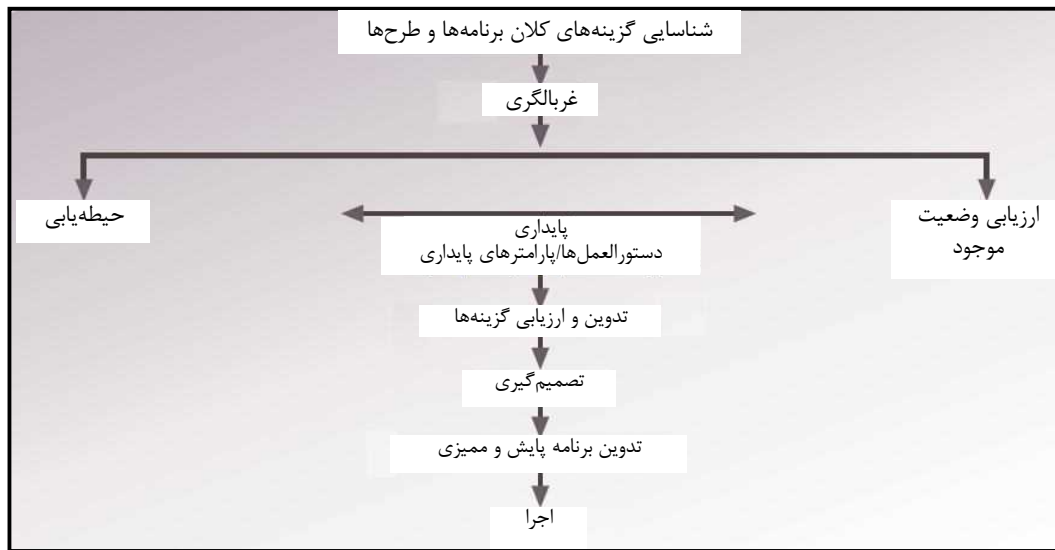 شناسایی گزینه‌های کلان برنامه‌ها و طرح‌ها
غربالگری
ارزیابی وضعیت
موجود
حیطه‌یابی
پایداری
دستورالعمل‌ها/پارامترهای پایداری
تدوین و ارزیابی گزینه‌ها
تصمیم‌گیری
تدوین برنامه پایش و ممیزی
اجرا